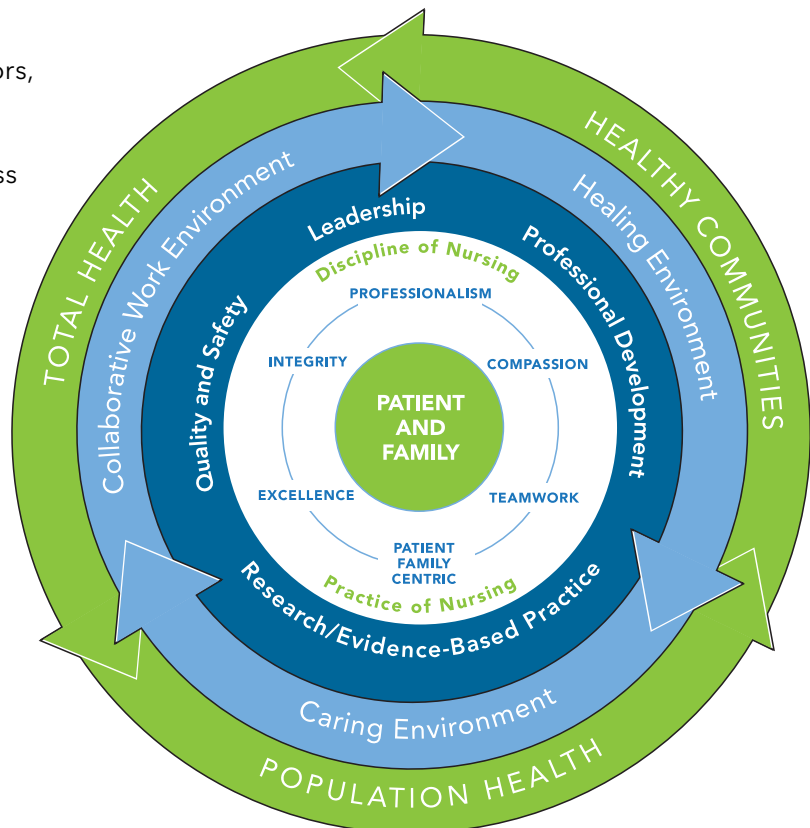 ors,
ss
TOTAL HEALTH
HEALTHY COMMUNITIES
POPULATION HEALTH
Collaborative Work Environment
Healing Environment
Caring Environment
Leadership
Professional Development
Quality and Safety
Research/Evidence-Based Practice
Discipline of Nursing
PROFESSIONALISM
INTEGRITY
COMPASSION
PATIENT
AND
FAMILY
EXCELLENCE
TEAMWORK
PATIENT
FAMILY
CENTRIC
Practice of Nursing